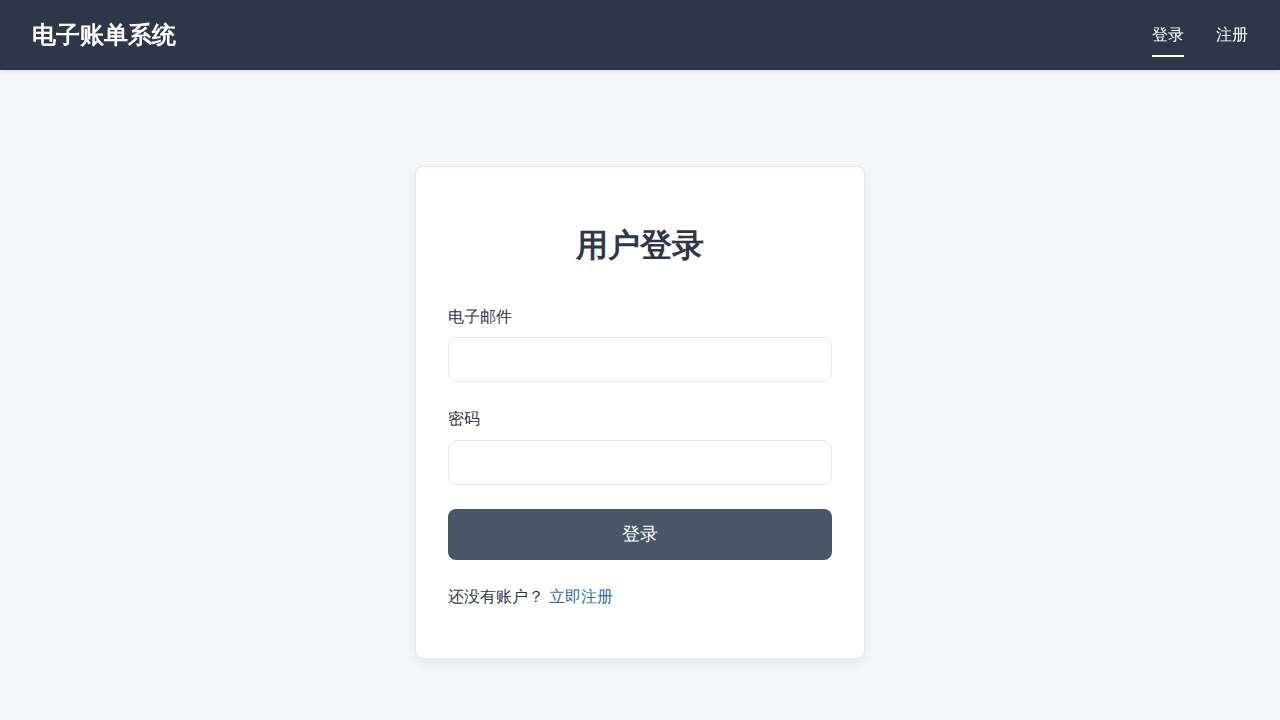 电子账单系统
登录 注册
用户登录
电子邮件
密码
登录
还没有账户？ 立即注册